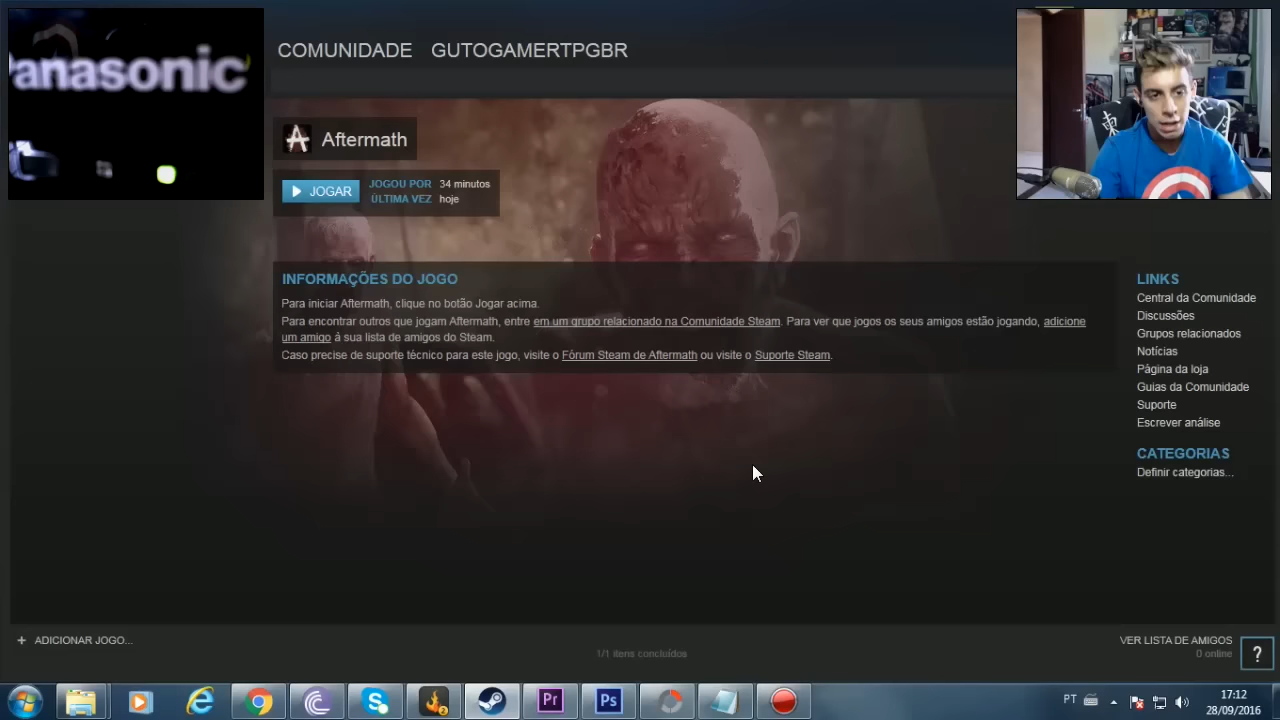 Panasonic
COMUNIDADE GUTOGAMERTPGBR
Aftermath
JOGAR
JOGOU POR 34 minutos
ÚLTIMA VEZ hoje
INFORMAÇÕES DO JOGO
Para iniciar Aftermath, clique no botão Jogar acima.
Para encontrar outros que jogam Aftermath, entre em um grupo relacionado na Comunidade Steam. Para ver que jogos os seus amigos estão jogando, adicione
um amigo à sua lista de amigos do Steam.
Caso precise de suporte técnico para este jogo, visite o Fórum Steam de Aftermath ou visite o Suporte Steam.
LINKS
Central da Comunidade
Discussões
Grupos relacionados
Notícias
Página da loja
Guias da Comunidade
Suporte
Escrever análise
CATEGORIAS
Definir categorias...
+ ADICIONAR JOGO...
1/1 itens concluídos
VER LISTA DE AMIGOS
0 online
?
Pr
Ps
PT
17:12
28/09/2016